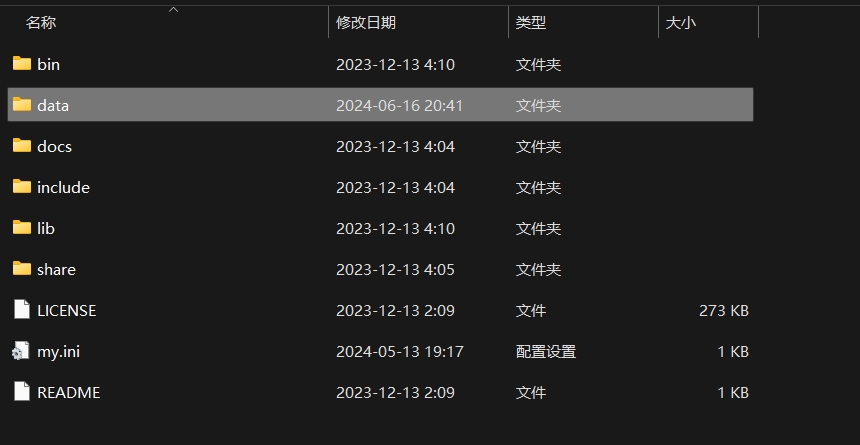 名称 修改日期 类型 大小
bin 2023-12-13 4:10 文件夹
data 2024-06-16 20:41 文件夹
docs 2023-12-13 4:04 文件夹
include 2023-12-13 4:04 文件夹
lib 2023-12-13 4:10 文件夹
share 2023-12-13 4:05 文件夹
LICENSE 2023-12-13 2:09 文件 273 KB
my.ini 2024-05-13 19:17 配置设置 1 KB
README 2023-12-13 2:09 文件 1 KB